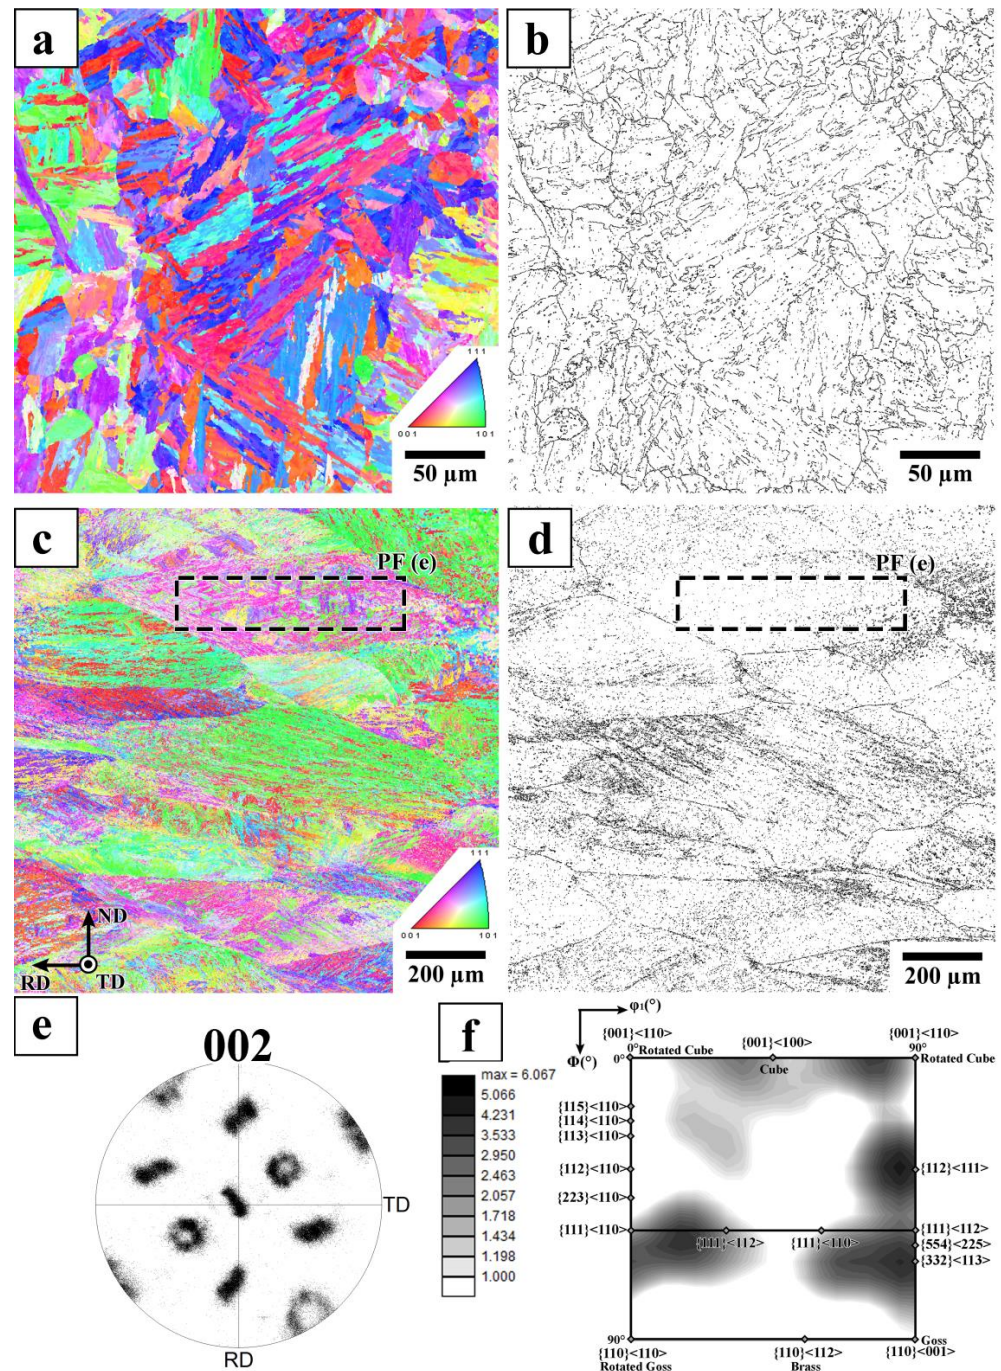 a
b
111
001
101
50 µm
50 µm
c
d
PF (e)
PF (e)
ND
RD
TD
111
001
101
200 µm
200 µm
e
002
TD
RD
f
max = 6.067
5.066
4.231
3.533
2.950
2.463
2.057
1.718
1.434
1.198
1.000
φ₁(°)
Φ(°)
{001}<110>
{001}<100>
{001}<110>
0°
Rotated Cube
90°
0°
Cube
Rotated Cube
{115}<110>
{114}<110>
{113}<110>
{112}<110>
{112}<111>
{223}<110>
{111}<110>
{111}<112>
{111}<112>
{111}<110>
{554}<225>
{332}<113>
90°
Goss
{110}<110>
{110}<112>
{110}<001>
Rotated Goss
Brass